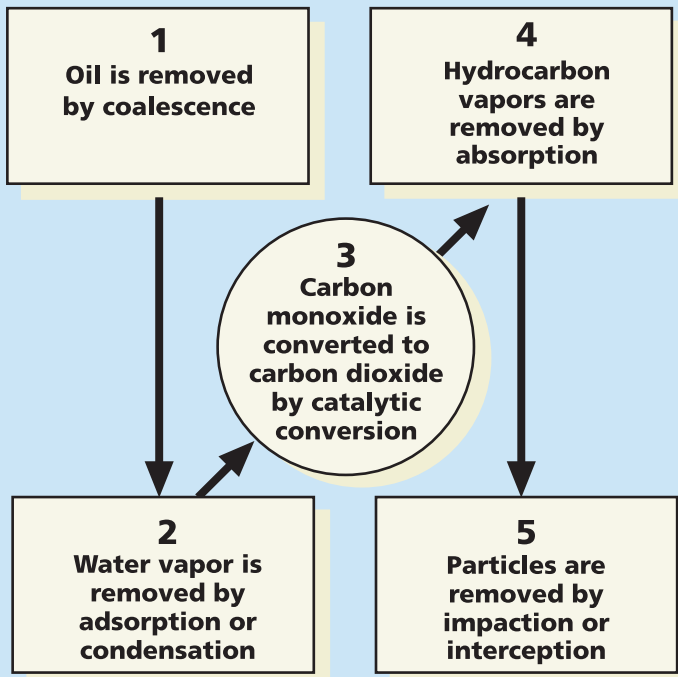 1
Oil is removed
by coalescence
2
Water vapor is
removed by
adsorption or
condensation
3
Carbon
monoxide is
converted to
carbon dioxide
by catalytic
conversion
4
Hydrocarbon
vapors are
removed by
absorption
5
Particles are
removed by
impaction or
interception